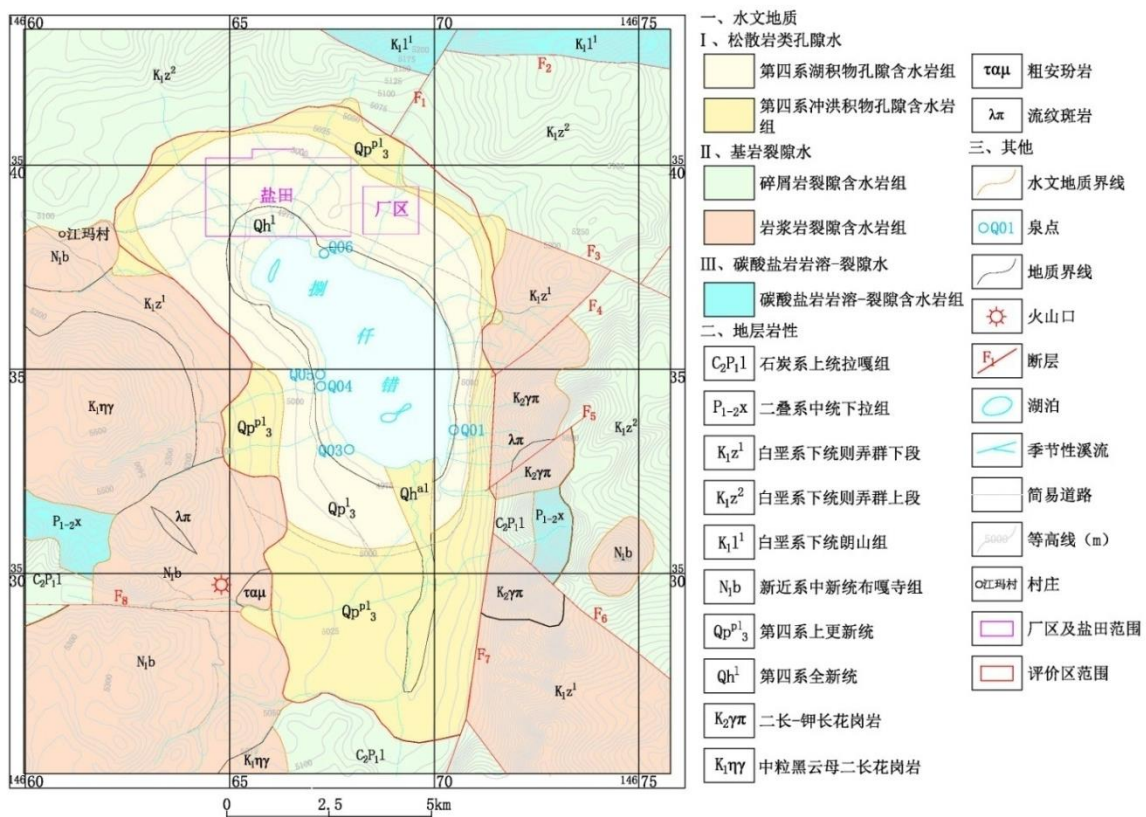 146 60
65
70
146 75
K₁l¹
K₁l¹
F₂
K₁z²
F₁
K₁z²
Qp₃ᵖˡ
40
35
40
35
盐田
厂区
Qhˡ
江玛村
Q06
F₃
N₁b
K₁z¹
K₁z¹
F₄
捌
仟
错
35
35
Q05
Q04
K₁ηγ
K₂γπ
F₅
Qp₃ᵖˡ
λπ
K₁z²
Q01
Q03
K₂γπ
Qhᵃˡ
Qp₃ˡ
λπ
P₁₋₂x
C₂P₁l
P₁₋₂x
N₁b
N₁b
30
30
C₂P₁l
ταμ
K₂γπ
F₈
Qp₃ᵖˡ
F₆
N₁b
F₇
K₁z¹
K₁ηγ
C₂P₁l
146 60
65
70
146 75
0 2.5 5km
一、水文地质
Ⅰ、松散岩类孔隙水
第四系湖积物孔隙含水岩组
第四系冲洪积物孔隙含水岩
组
Ⅱ、基岩裂隙水
碎屑岩裂隙含水岩组
岩浆岩裂隙含水岩组
Ⅲ、碳酸盐岩岩溶-裂隙水
碳酸盐岩岩溶-裂隙含水岩组
二、地层岩性
C₂P₁l 石炭系上统拉嘎组
P₁₋₂x 二叠系中统下拉组
K₁z¹ 白垩系下统则弄群下段
K₁z² 白垩系下统则弄群上段
K₁l¹ 白垩系下统朗山组
N₁b 新近系中新统布嘎寺组
Qp₃ᵖˡ 第四系上更新统
Qhˡ 第四系全新统
K₂γπ 二长-钾长花岗岩
K₁ηγ 中粒黑云母二长花岗岩
ταμ 粗安玢岩
λπ 流纹斑岩
三、其他
水文地质界线
Q01 泉点
地质界线
火山口
F₁ 断层
湖泊
季节性溪流
简易道路
5000 等高线（m）
江玛村 村庄
厂区及盐田范围
评价区范围